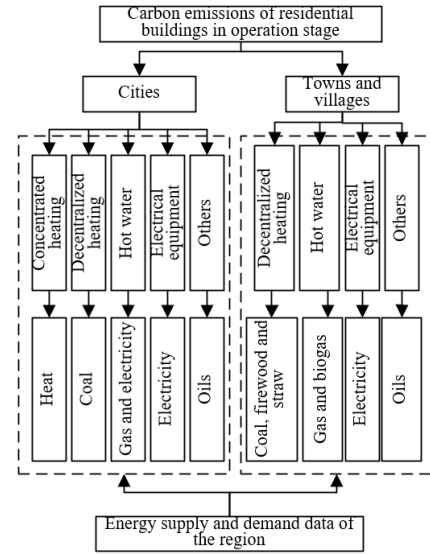 Carbon emissions of residential
buildings in operation stage
Cities
Towns and
villages
Concentrated
heating
Decentralized
heating
Hot water
Electrical
equipment
Others
Decentralized
heating
Hot water
Electrical
equipment
Others
Heat
Coal
Gas and electricity
Electricity
Oils
Coal, firewood and
straw
Gas and biogas
Electricity
Oils
Energy supply and demand data of
the region